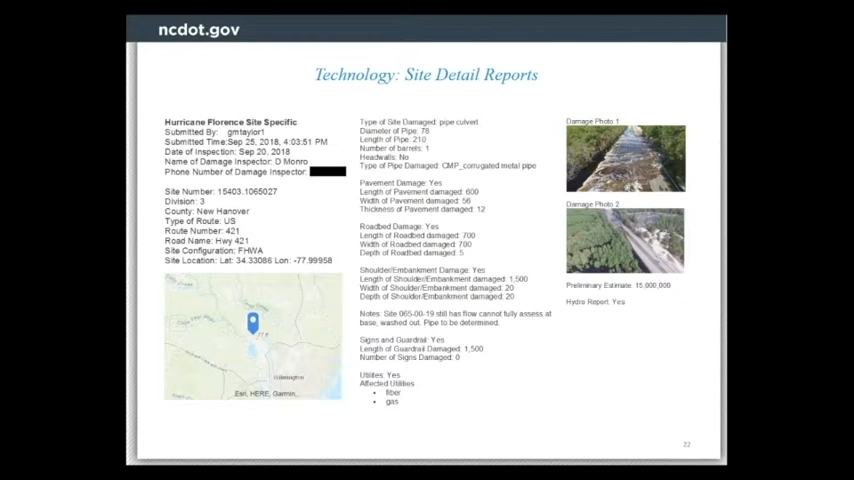 ncdot.gov
Technology: Site Detail Reports
Hurricane Florence Site Specific
Submitted By: gmtaylor1
Submitted Time:Sep 25, 2018, 4:03:51 PM
Date of Inspection: Sep 20, 2018
Name of Damage Inspector: D Monro
Phone Number of Damage Inspector:
Site Number: 15403.1065027
Division: 3
County: New Hanover
Type of Route: US
Route Number: 421
Road Name: Hwy 421
Site Configuration: FHWA
Site Location: Lat: 34.33086 Lon: -77.99958
Wilmington
Esri, HERE, Garmin,
Type of Site Damaged: pipe culvert
Diameter of Pipe: 78
Length of Pipe: 210
Number of barrels: 1
Headwalls: No
Type of Pipe Damaged: CMP_corrugated metal pipe
Pavement Damage: Yes
Length of Pavement damaged: 600
Width of Pavement damaged: 56
Thickness of Pavement damaged: 12
Roadbed Damage: Yes
Length of Roadbed damaged: 700
Width of Roadbed damaged: 700
Depth of Roadbed damaged: 5
Shoulder/Embankment Damage: Yes
Length of Shoulder/Embankment damaged: 1,500
Width of Shoulder/Embankment damaged: 20
Depth of Shoulder/Embankment damaged: 20
Notes: Site 065-00-19 still has flow cannot fully assess at
base, washed out. Pipe to be determined.
Signs and Guardrail: Yes
Length of Guardrail Damaged: 1,500
Number of Signs Damaged: 0
Utilites: Yes
Affected Utilities
• fiber
• gas
Damage Photo 1
Damage Photo 2
Preliminary Estimate: 15,000,000
Hydro Report: Yes
22